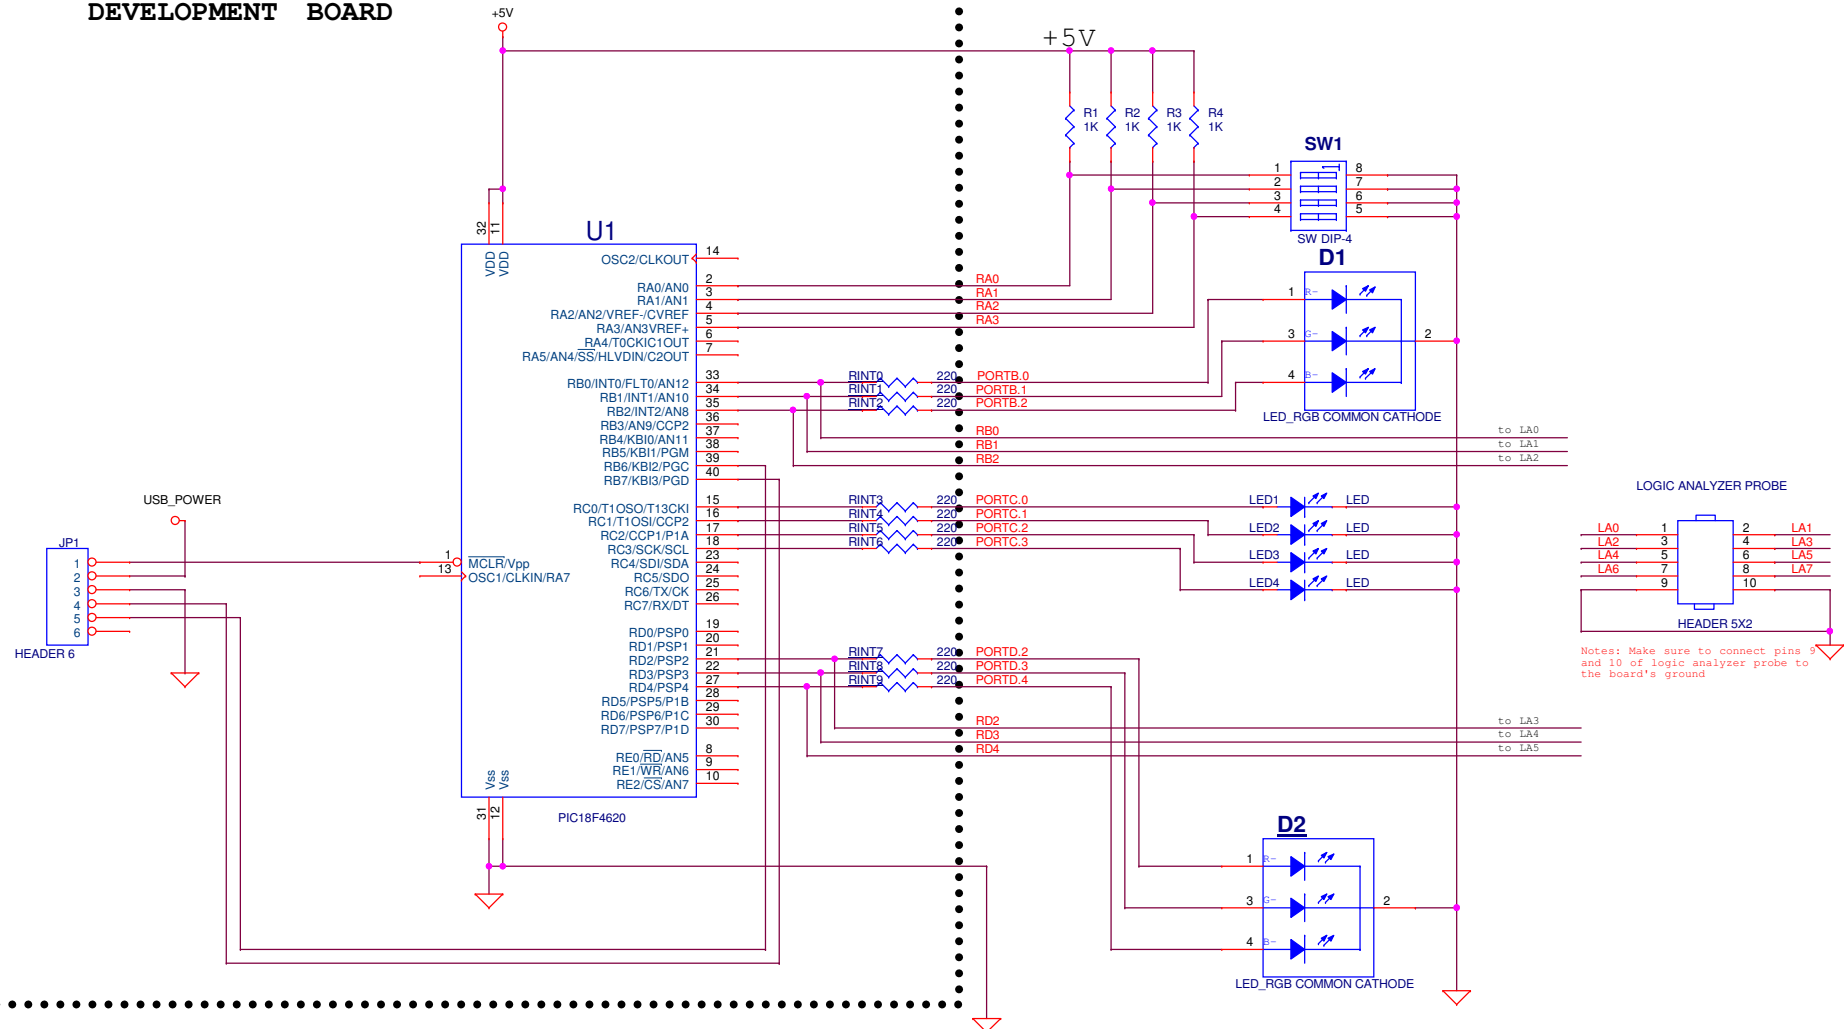 DEVELOPMENT BOARD
+5V
+5V
R1
1K
R2
1K
R3
1K
R4
1K
SW1
1
2
3
4
8
7
6
5
SW DIP-4
U1
32
11
VDD
VDD
OSC2/CLKOUT 14
RA0/AN0 2 RA0
RA1/AN1 3 RA1
RA2/AN2/VREF-/CVREF 4 RA2
RA3/AN3VREF+ 5 RA3
RA4/T0CKIC1OUT 6
RA5/AN4/SS/HLVDIN/C2OUT 7
RB0/INT0/FLT0/AN12 33 RINT0 220 PORTB.0
RB1/INT1/AN10 34 RINT1 220 PORTB.1
RB2/INT2/AN8 35 RINT2 220 PORTB.2
RB3/AN9/CCP2 36
RB4/KBI0/AN11 37
RB5/KBI1/PGM 38
RB6/KBI2/PGC 39
RB7/KBI3/PGD 40
RB0 to LA0
RB1 to LA1
RB2 to LA2
RC0/T1OSO/T13CKI 15 RINT3 220 PORTC.0
RC1/T1OSI/CCP2 16 RINT4 220 PORTC.1
RC2/CCP1/P1A 17 RINT5 220 PORTC.2
RC3/SCK/SCL 18 RINT6 220 PORTC.3
RC4/SDI/SDA 23
RC5/SDO 24
RC6/TX/CK 25
RC7/RX/DT 26
RD0/PSP0 19
RD1/PSP1 20
RD2/PSP2 21 RINT7 220 PORTD.2
RD3/PSP3 22 RINT8 220 PORTD.3
RD4/PSP4 27 RINT9 220 PORTD.4
RD5/PSP5/P1B 28
RD6/PSP6/P1C 29
RD7/PSP7/P1D 30
RD2 to LA3
RD3 to LA4
RD4 to LA5
RE0/RD/AN5 8
RE1/WR/AN6 9
RE2/CS/AN7 10
1 MCLR/Vpp
13 OSC1/CLKIN/RA7
Vss
Vss
31
12
PIC18F4620
D1
1 R-
3 G-
4 B-
2
LED_RGB COMMON CATHODE
LED1 LED
LED2 LED
LED3 LED
LED4 LED
D2
1 R-
3 G-
4 B-
2
LED_RGB COMMON CATHODE
USB_POWER
JP1
1
2
3
4
5
6
HEADER 6
LOGIC ANALYZER PROBE
LA0 1 2 LA1
LA2 3 4 LA3
LA4 5 6 LA5
LA6 7 8 LA7
9 10
HEADER 5X2
Notes: Make sure to connect pins 9
and 10 of logic analyzer probe to
the board's ground